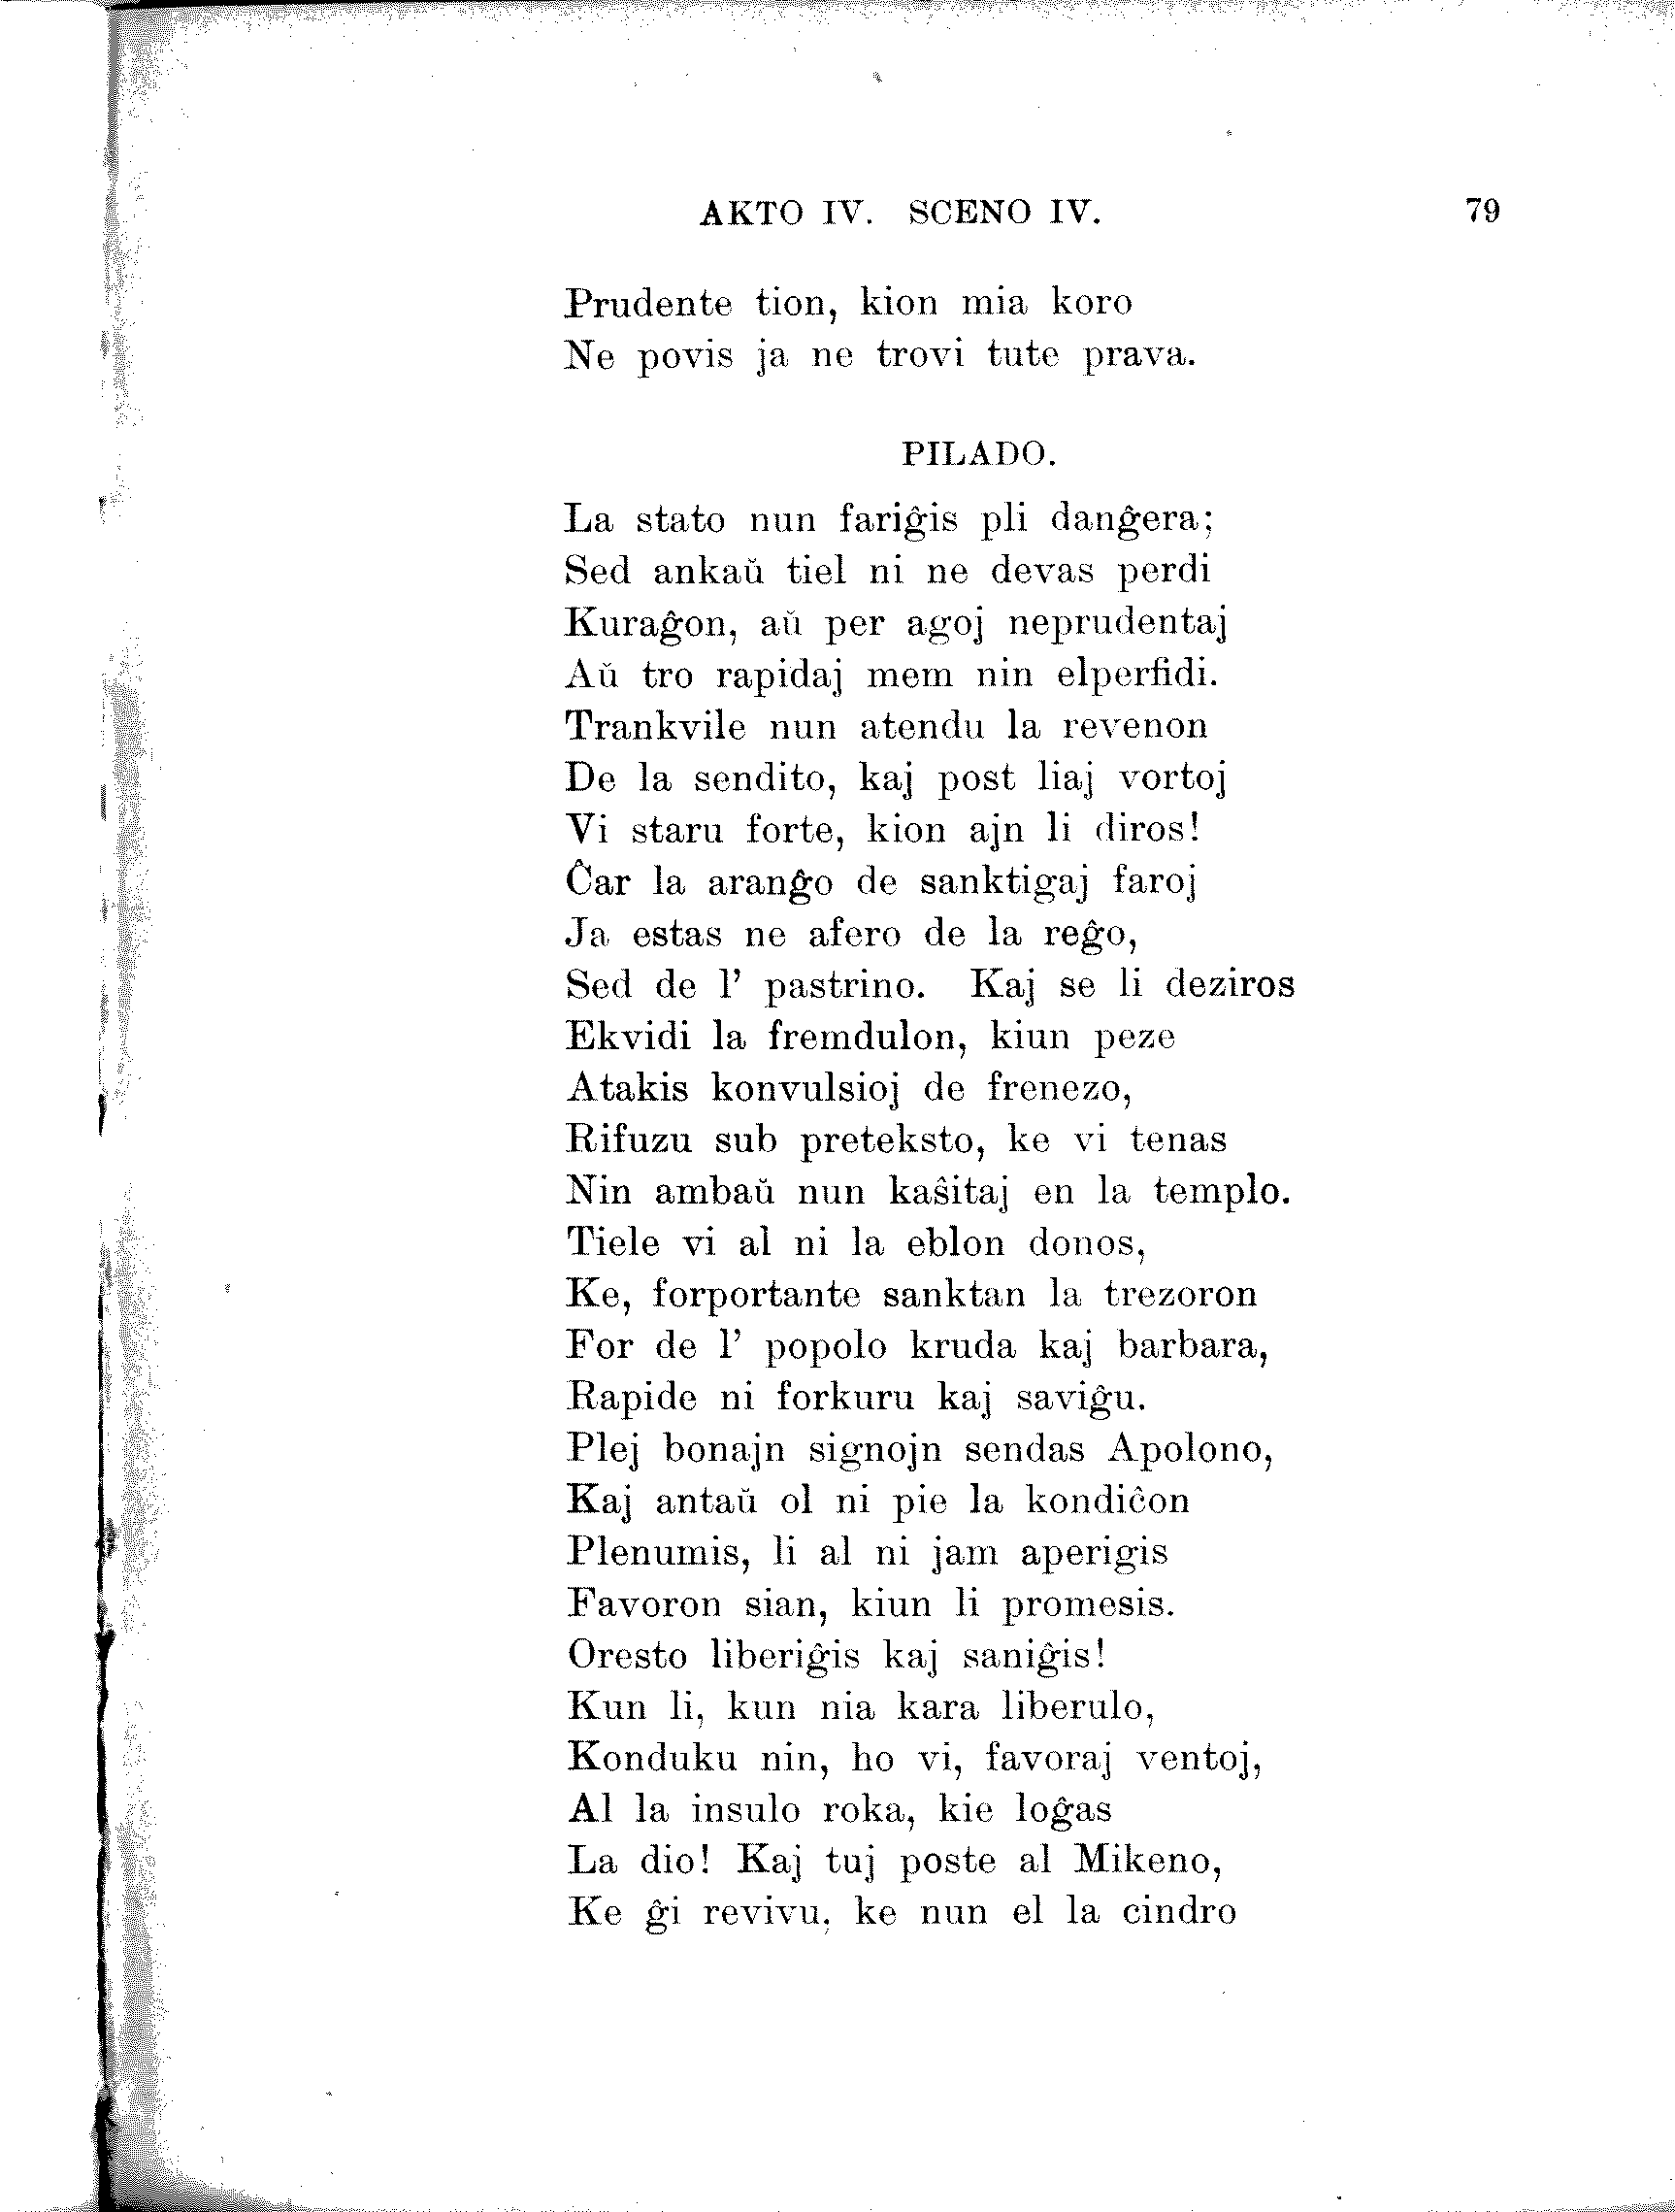 AKTO IV. SCENO IV. 79
Prudente tion, kion mia koro
Ne povis ja ne trovi tute prava.
PILADO.
La stato nun fariĝis pli danĝera;
Sed ankaŭ tiel ni ne devas perdi
Kuraĝon, aŭ per agoj neprudentaj
Aŭ tro rapidaj mem nin elperfidi.
Trankvile nun atendu la revenon
De la sendito, kaj post liaj vortoj
Vi staru forte, kion ajn li diros!
Ĉar la aranĝo de sanktigaj faroj
Ja estas ne afero de la reĝo,
Sed de l' pastrino. Kaj se li deziros
Ekvidi la fremdulon, kiun peze
Atakis konvulsioj de frenezo,
Rifuzu sub preteksto, ke vi tenas
Nin ambaŭ nun kaŝitaj en la templo.
Tiele vi al ni la eblon donos,
Ke, forportante sanktan la trezoron
For de l' popolo kruda kaj barbara,
Rapide ni forkuru kaj saviĝu.
Plej bonajn signojn sendas Apolono,
Kaj antaŭ ol ni pie la kondiĉon
Plenumis, li al ni jam aperigis
Favoron sian, kiun li promesis.
Oresto liberiĝis kaj saniĝis!
Kun li, kun nia kara liberulo,
Konduku nin, ho vi, favoraj ventoj,
Al la insulo roka, kie loĝas
La dio! Kaj tuj poste al Mikeno,
Ke ĝi revivu, ke nun el la cindro